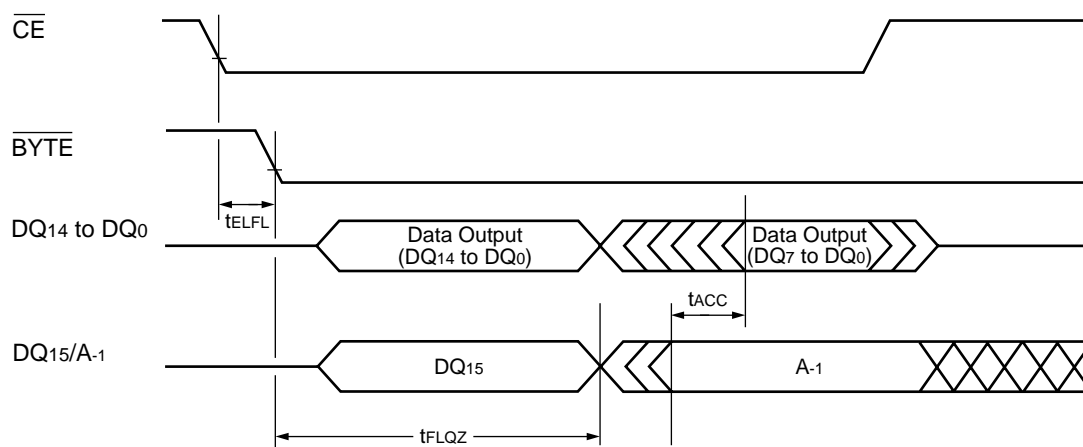 CE
BYTE
tELFL
DQ14 to DQ0
Data Output
(DQ14 to DQ0)
Data Output
(DQ7 to DQ0)
tACC
DQ15/A-1
DQ15
A-1
tFLQZ